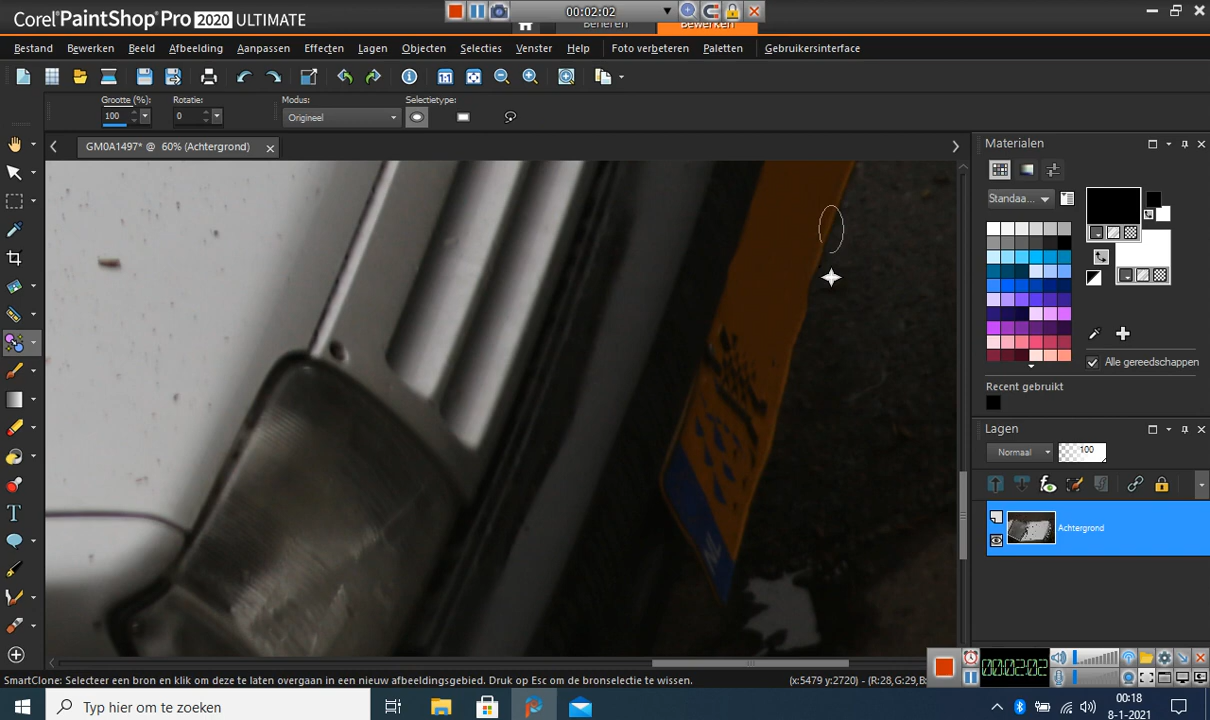 Corel PaintShop Pro 2020 ULTIMATE
00:02:02
Beheren
Bewerken
Bestand Bewerken Beeld Afbeelding Aanpassen Effecten Lagen Objecten Selecties Venster Help Foto verbeteren Paletten Gebruikersinterface
Grootte (%): Rotatie: Modus: Selectietype:
100 0 Origineel
GM0A1497* @ 60% (Achtergrond)
Materialen
Standaa...
Alle gereedschappen
Recent gebruikt
Lagen
Normaal 100
Achtergrond
NL
SmartClone: Selecteer een bron en klik om deze te laten overgaan in een nieuw afbeeldingsgebied. Druk op Esc om de bronselectie te wissen.
(x:5479 y:2720) - (R:28,G:29,B:
00:02:02
Typ hier om te zoeken
00:18
8-1-2021